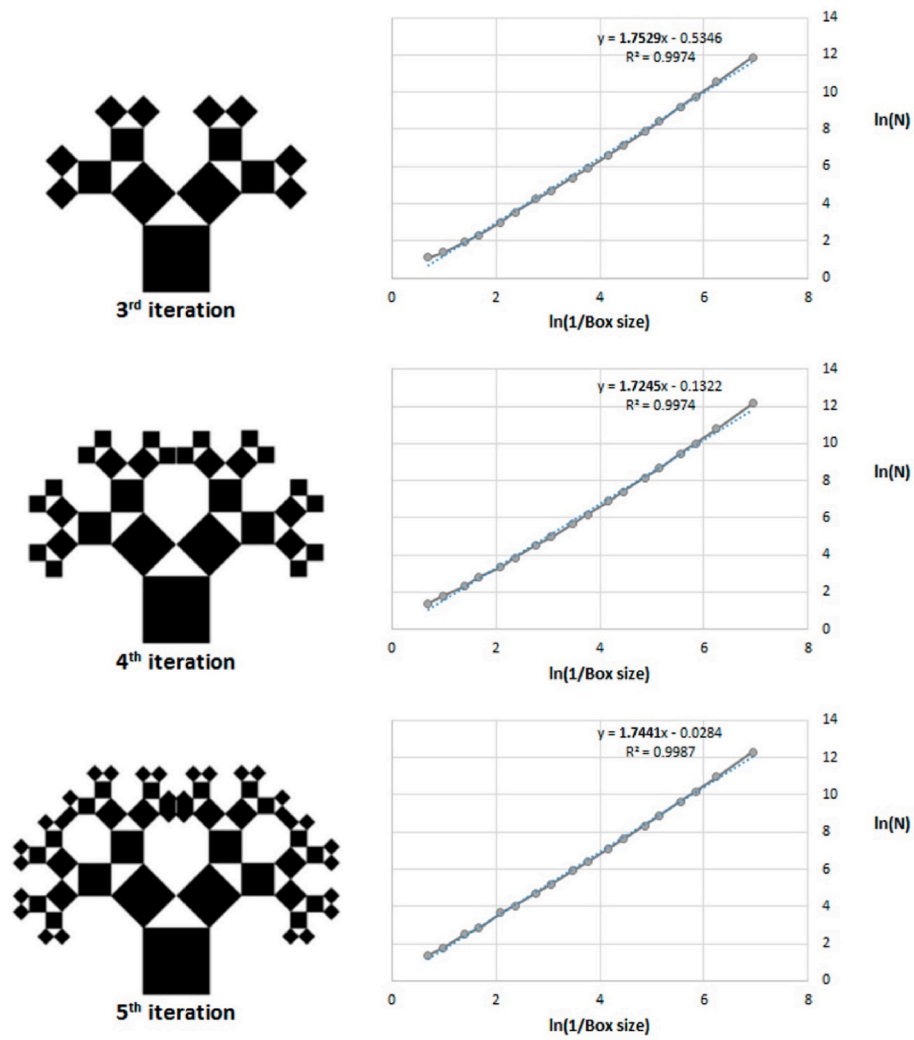 14
y = 1.7529x - 0.5346
R² = 0.9974
12
10
ln(N)
8
6
4
2
0
0 2 4 6 8
3rd iteration
ln(1/Box size)
14
y = 1.7245x - 0.1322
R² = 0.9974
12
10
ln(N)
8
6
4
2
0
0 2 4 6 8
4th iteration
ln(1/Box size)
14
y = 1.7441x - 0.0284
R² = 0.9987
12
10
ln(N)
8
6
4
2
0
0 2 4 6 8
5th iteration
ln(1/Box size)